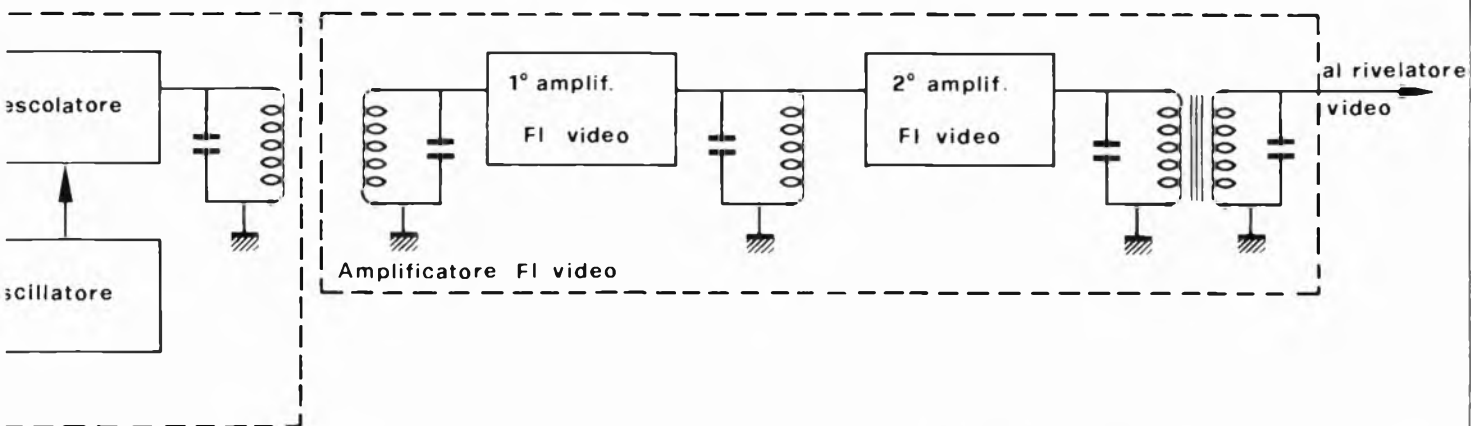 escolatore
scillatore
1° amplif.
FI video
2° amplif.
FI video
al rivelatore
video
Amplificatore FI video